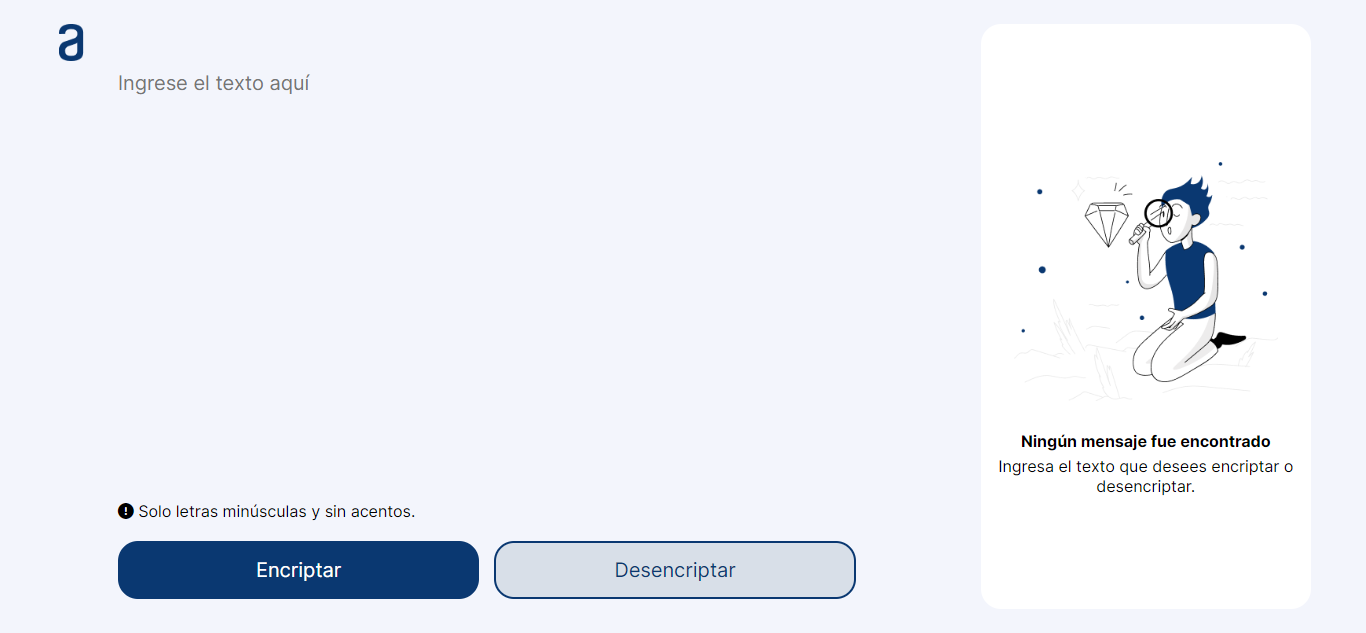 a
Ingrese el texto aquí
Solo letras minúsculas y sin acentos.
Encriptar
Desencriptar
Ningún mensaje fue encontrado
Ingresa el texto que desees encriptar o
desencriptar.